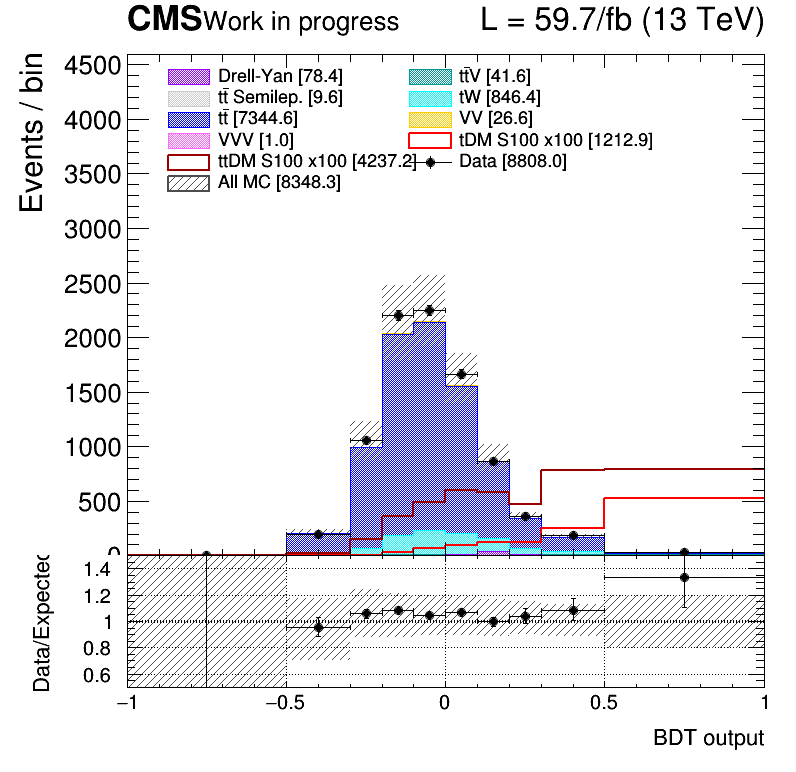 CMS Work in progress L = 59.7/fb (13 TeV)
Events / bin
4500
4000
3500
3000
2500
2000
1500
1000
500
0
Drell-Yan [78.4] tt̄V [41.6]
tt̄ Semilep. [9.6] tW [846.4]
tt̄ [7344.6] VV [26.6]
VVV [1.0] tDM S100 x100 [1212.9]
ttDM S100 x100 [4237.2] Data [8808.0]
All MC [8348.3]
Data/Expected
1.4
1.2
1
0.8
0.6
−1 −0.5 0 0.5 1
BDT output